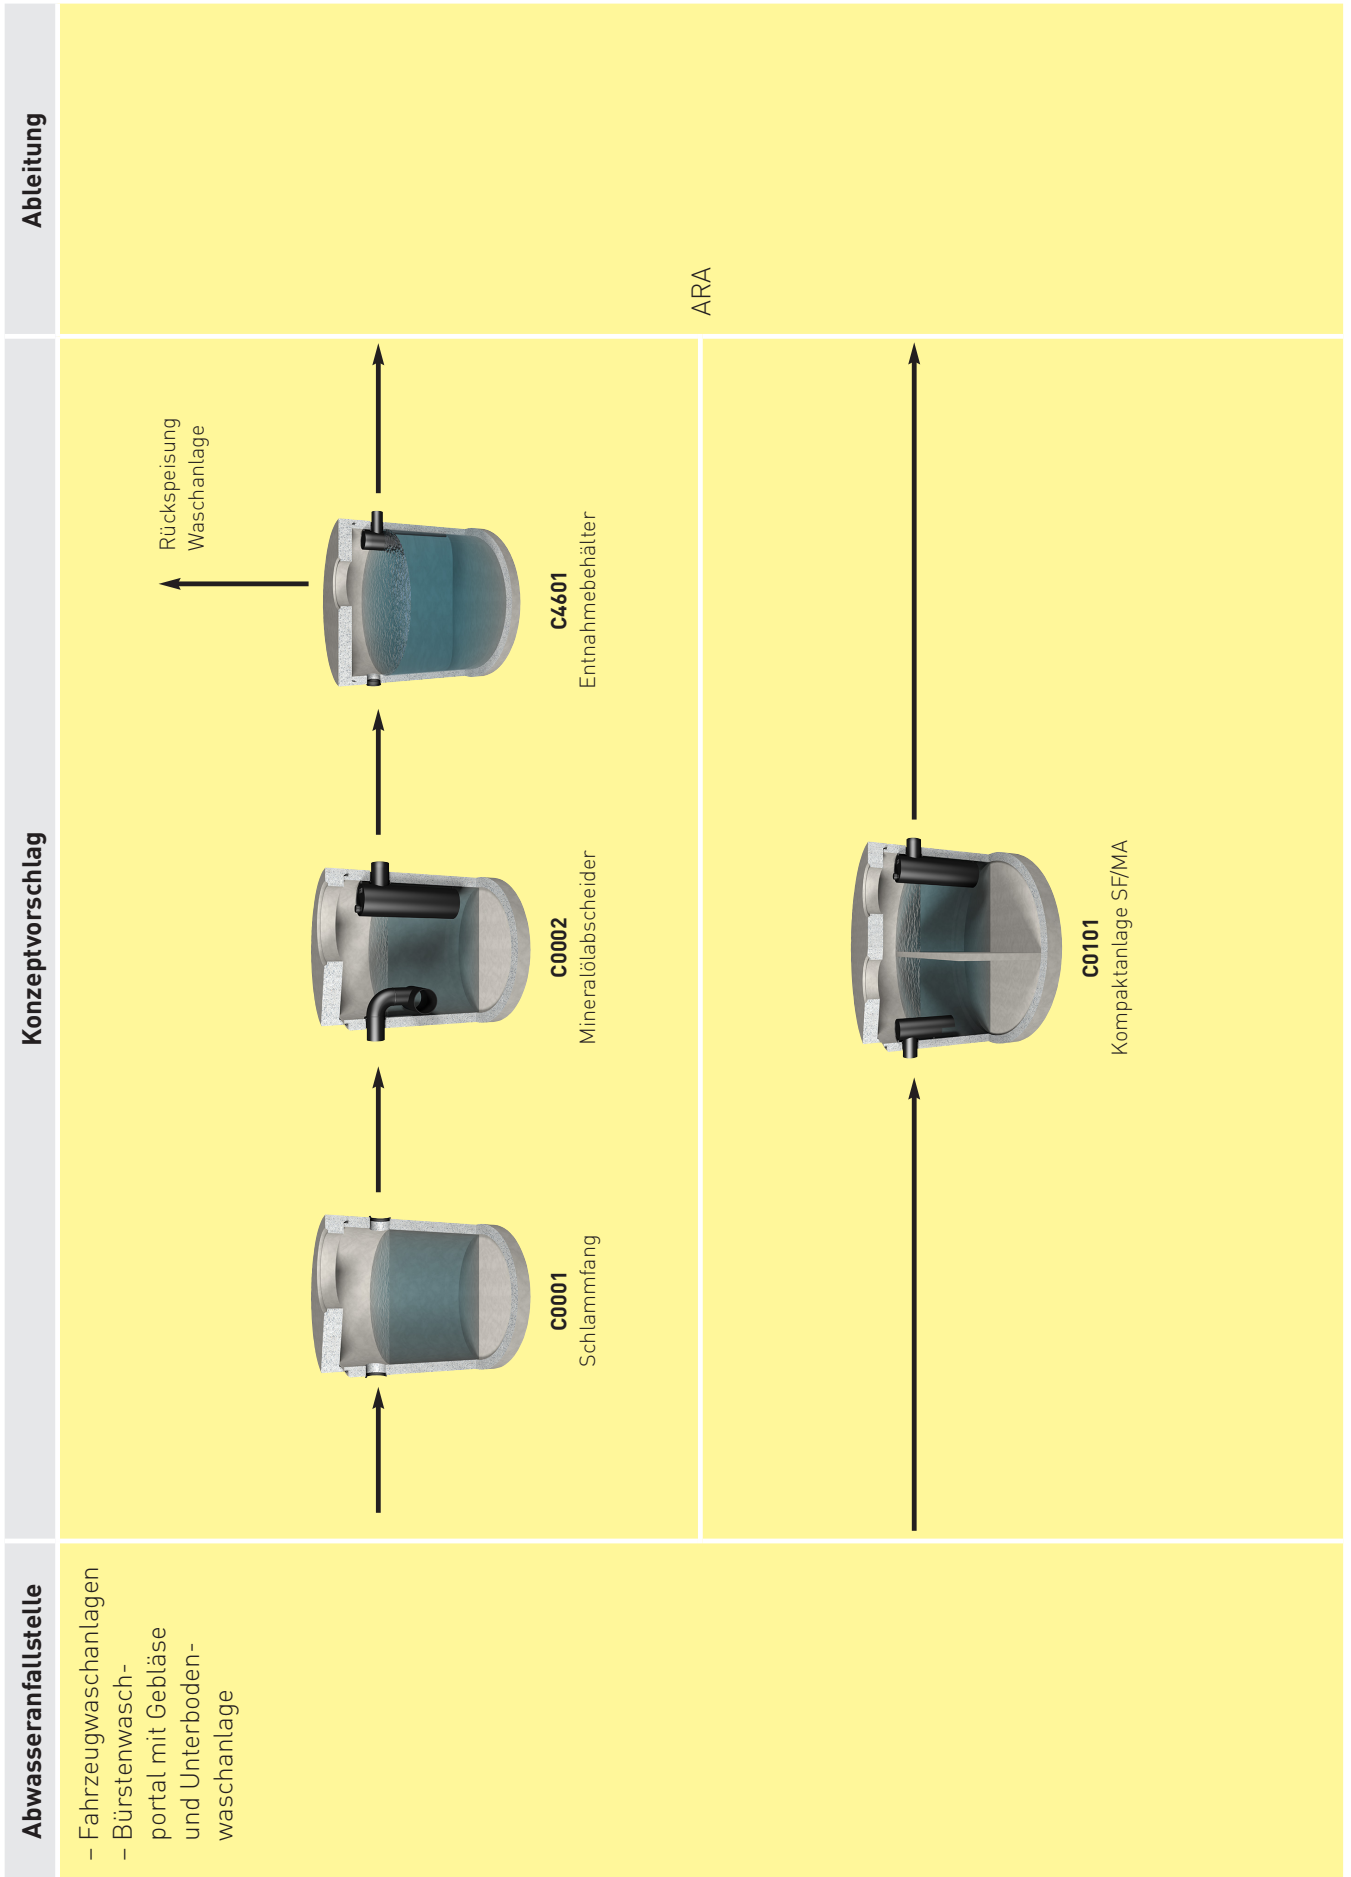 Abwasseranfallstelle
Konzeptvorschlag
Ableitung
– Fahrzeugwaschanlagen
– Bürstenwasch-
portal mit Gebläse
und Unterboden-
waschanlage
Rückspeisung
Waschanlage
C0001
Schlammfang
C0002
Mineralölabscheider
C4601
Entnahmebehälter
C0101
Kompaktanlage SF/MA
ARA